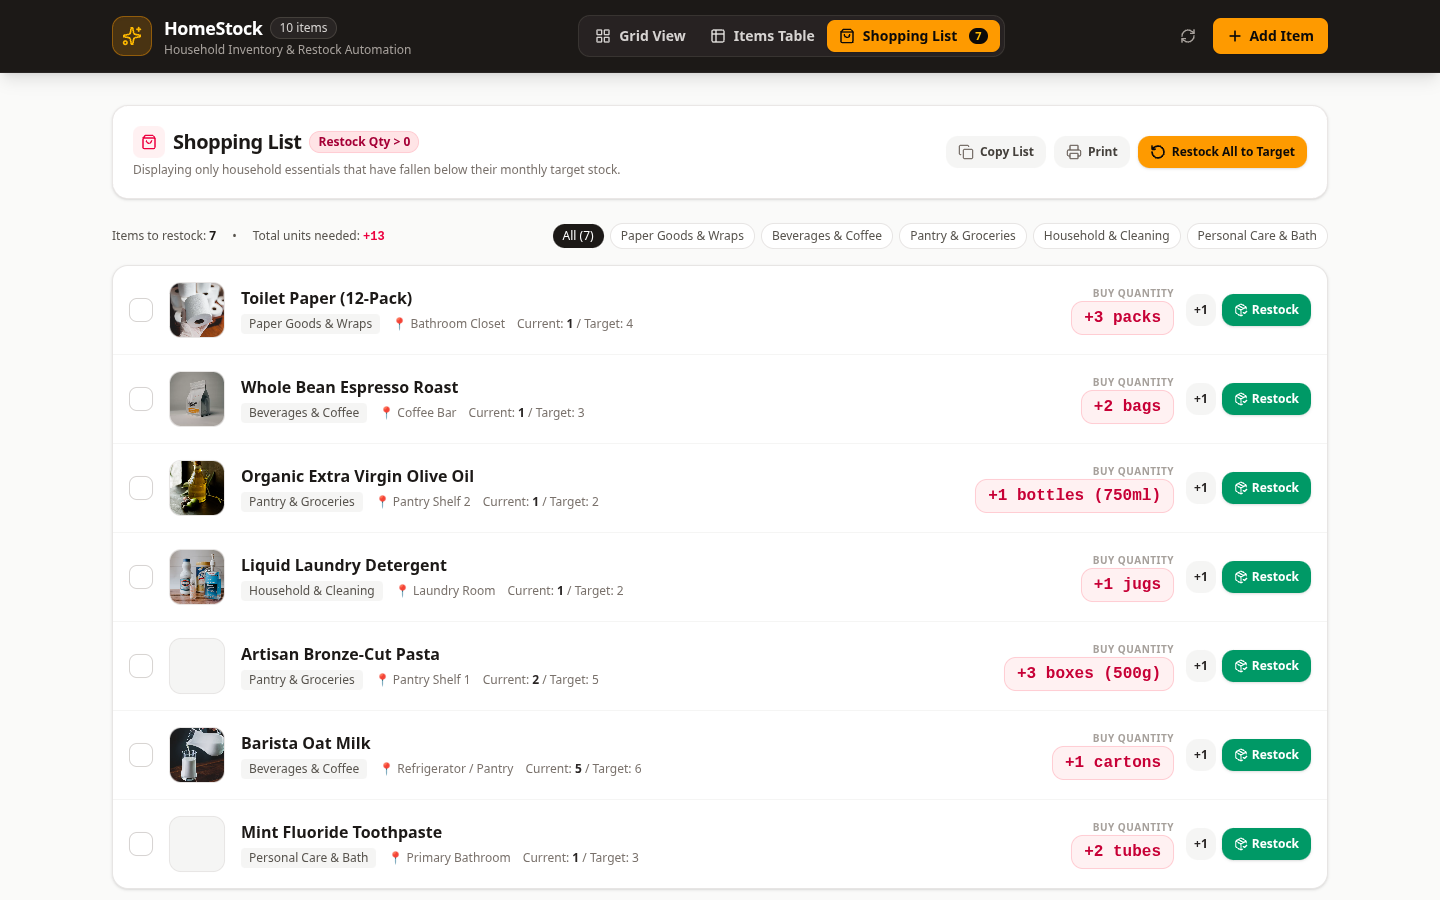 HomeStock 10 items
Household Inventory & Restock Automation
Grid View
Items Table
Shopping List 7
Add Item
Shopping List Restock Qty > 0
Displaying only household essentials that have fallen below their monthly target stock.
Copy List
Print
Restock All to Target
Items to restock: 7 • Total units needed: +13
All (7)
Paper Goods & Wraps
Beverages & Coffee
Pantry & Groceries
Household & Cleaning
Personal Care & Bath
Toilet Paper (12-Pack)
Paper Goods & Wraps 📍 Bathroom Closet Current: 1 / Target: 4
BUY QUANTITY
+3 packs
+1
Restock
Whole Bean Espresso Roast
Beverages & Coffee 📍 Coffee Bar Current: 1 / Target: 3
BUY QUANTITY
+2 bags
+1
Restock
Organic Extra Virgin Olive Oil
Pantry & Groceries 📍 Pantry Shelf 2 Current: 1 / Target: 2
BUY QUANTITY
+1 bottles (750ml)
+1
Restock
Liquid Laundry Detergent
Household & Cleaning 📍 Laundry Room Current: 1 / Target: 2
BUY QUANTITY
+1 jugs
+1
Restock
Artisan Bronze-Cut Pasta
Pantry & Groceries 📍 Pantry Shelf 1 Current: 2 / Target: 5
BUY QUANTITY
+3 boxes (500g)
+1
Restock
Barista Oat Milk
Beverages & Coffee 📍 Refrigerator / Pantry Current: 5 / Target: 6
BUY QUANTITY
+1 cartons
+1
Restock
Mint Fluoride Toothpaste
Personal Care & Bath 📍 Primary Bathroom Current: 1 / Target: 3
BUY QUANTITY
+2 tubes
+1
Restock